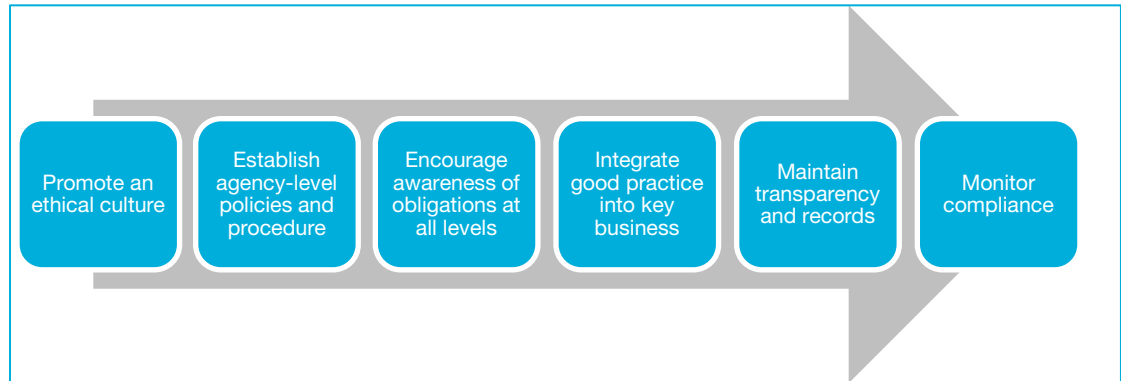 Promote an
ethical culture
Establish
agency-level
policies and
procedure
Encourage
awareness of
obligations at
all levels
Integrate
good practice
into key
business
Maintain
transparency
and records
Monitor
compliance